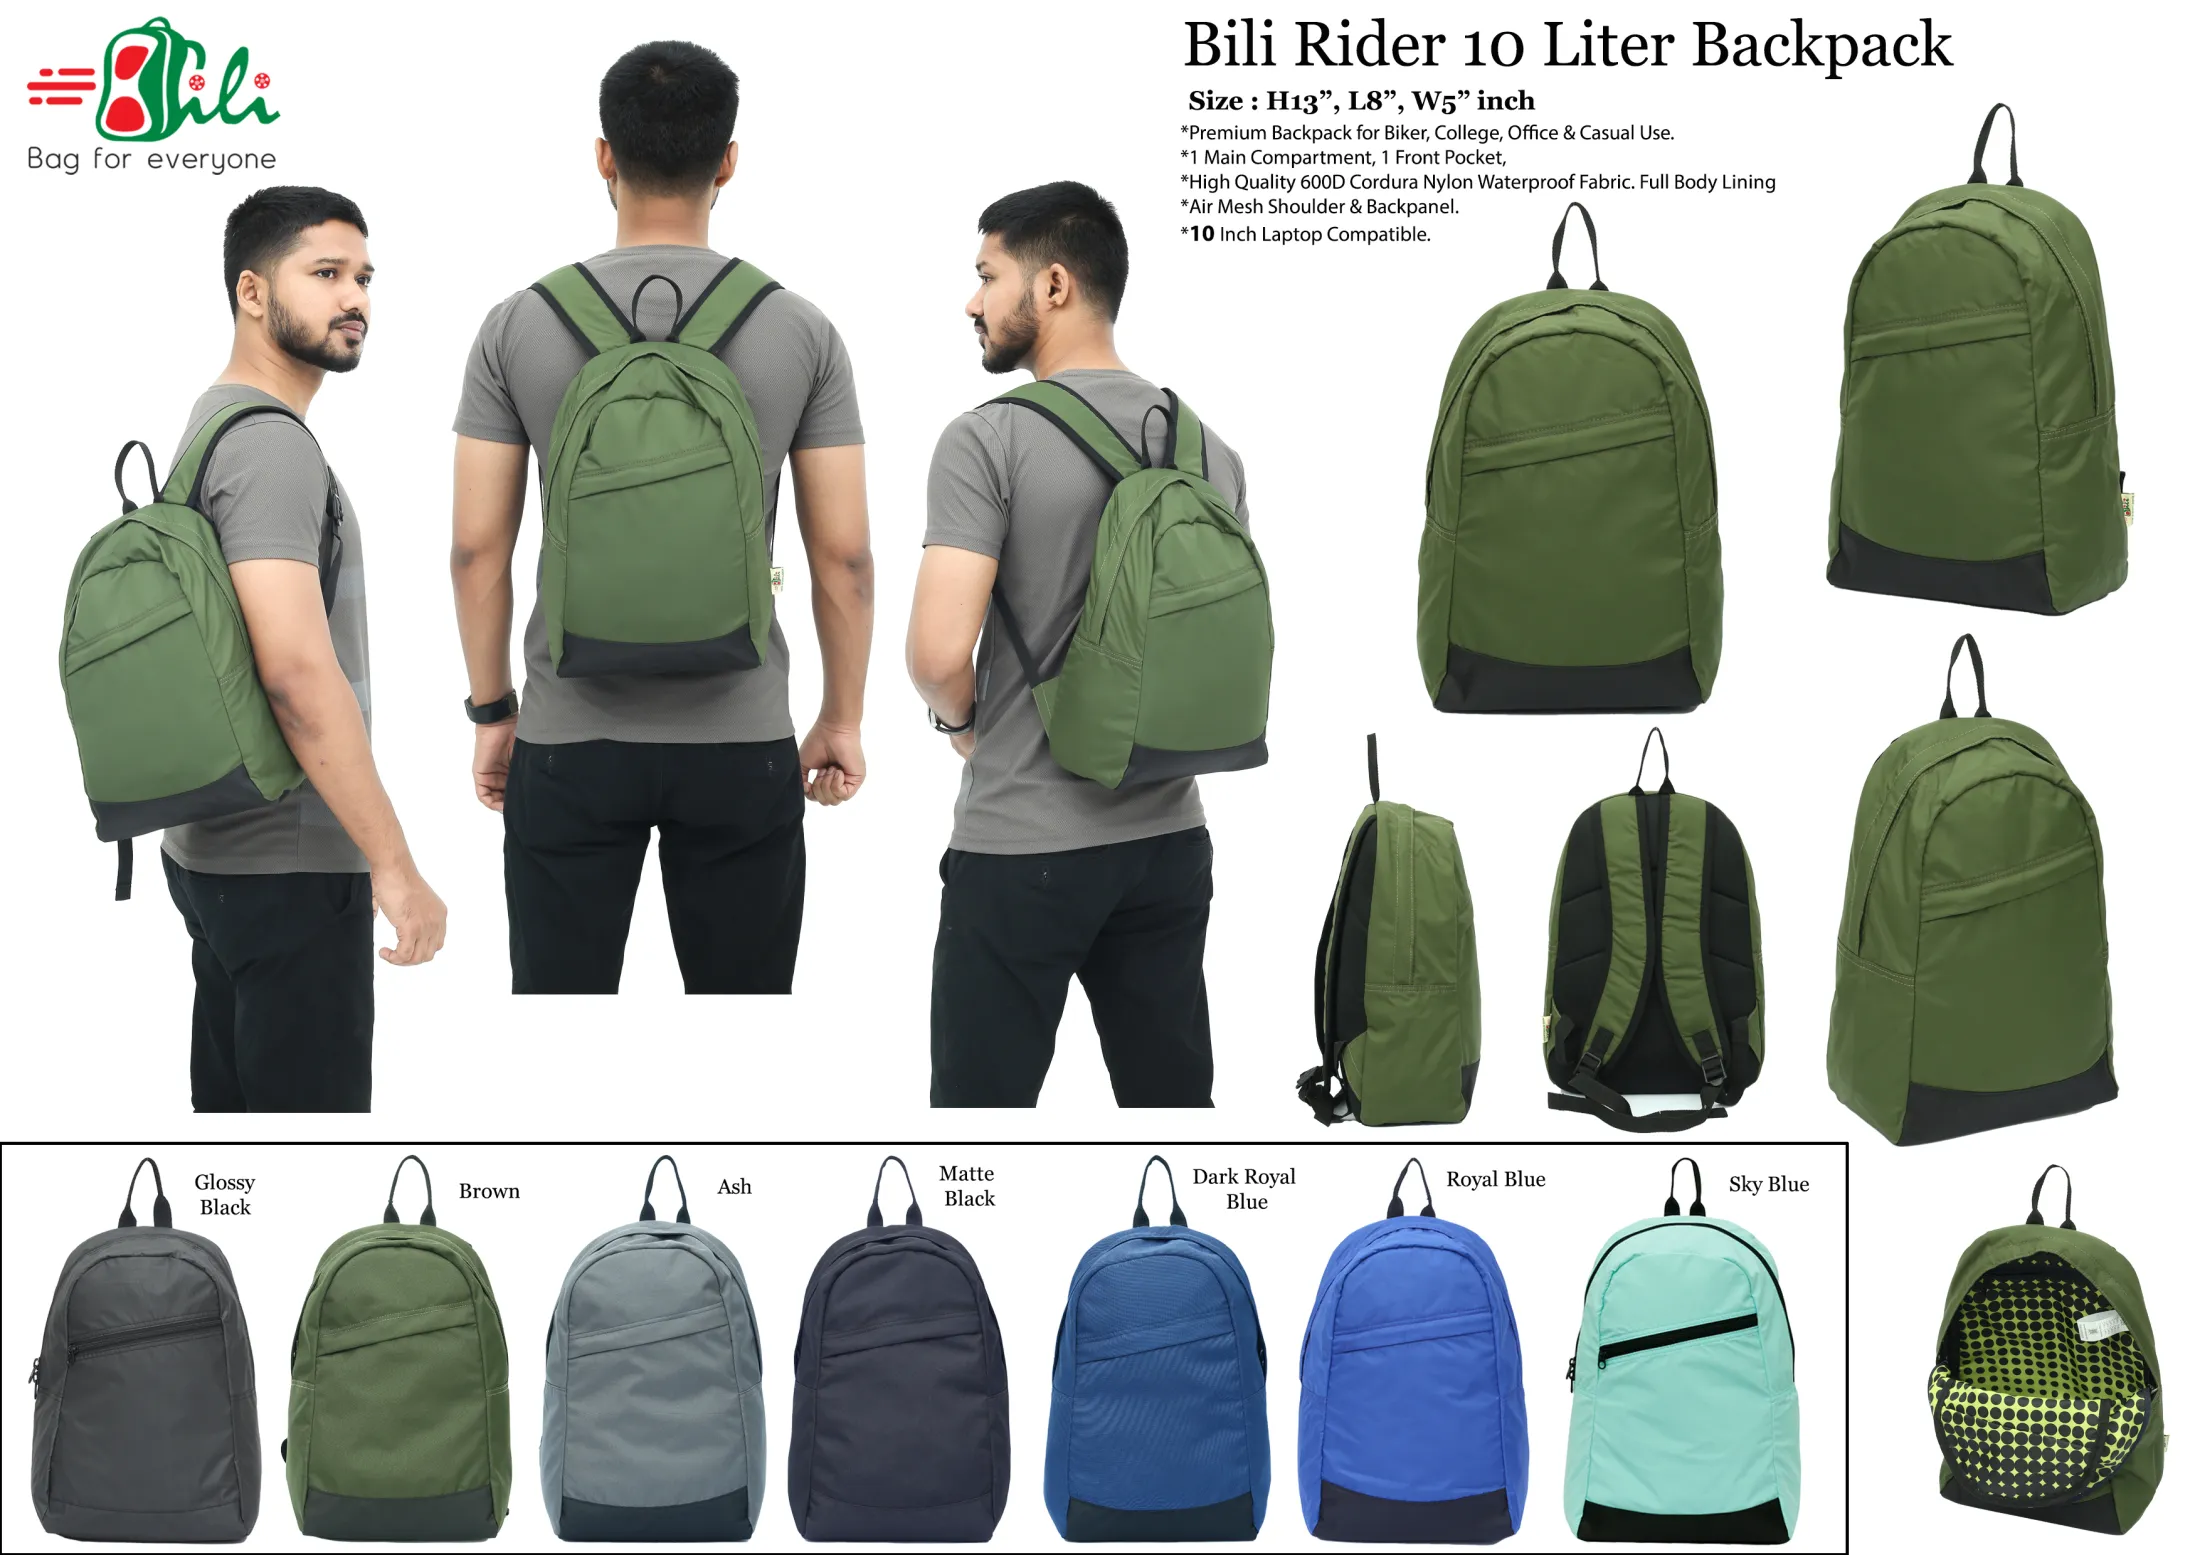 Bili
Bag for everyone
Bili Rider 10 Liter Backpack
Size : H13”, L8”, W5” inch
*Premium Backpack for Biker, College, Office & Casual Use.
*1 Main Compartment, 1 Front Pocket,
*High Quality 600D Cordura Nylon Waterproof Fabric. Full Body Lining
*Air Mesh Shoulder & Backpanel.
*10 Inch Laptop Compatible.
Glossy
Black
Brown
Ash
Matte
Black
Dark Royal
Blue
Royal Blue
Sky Blue